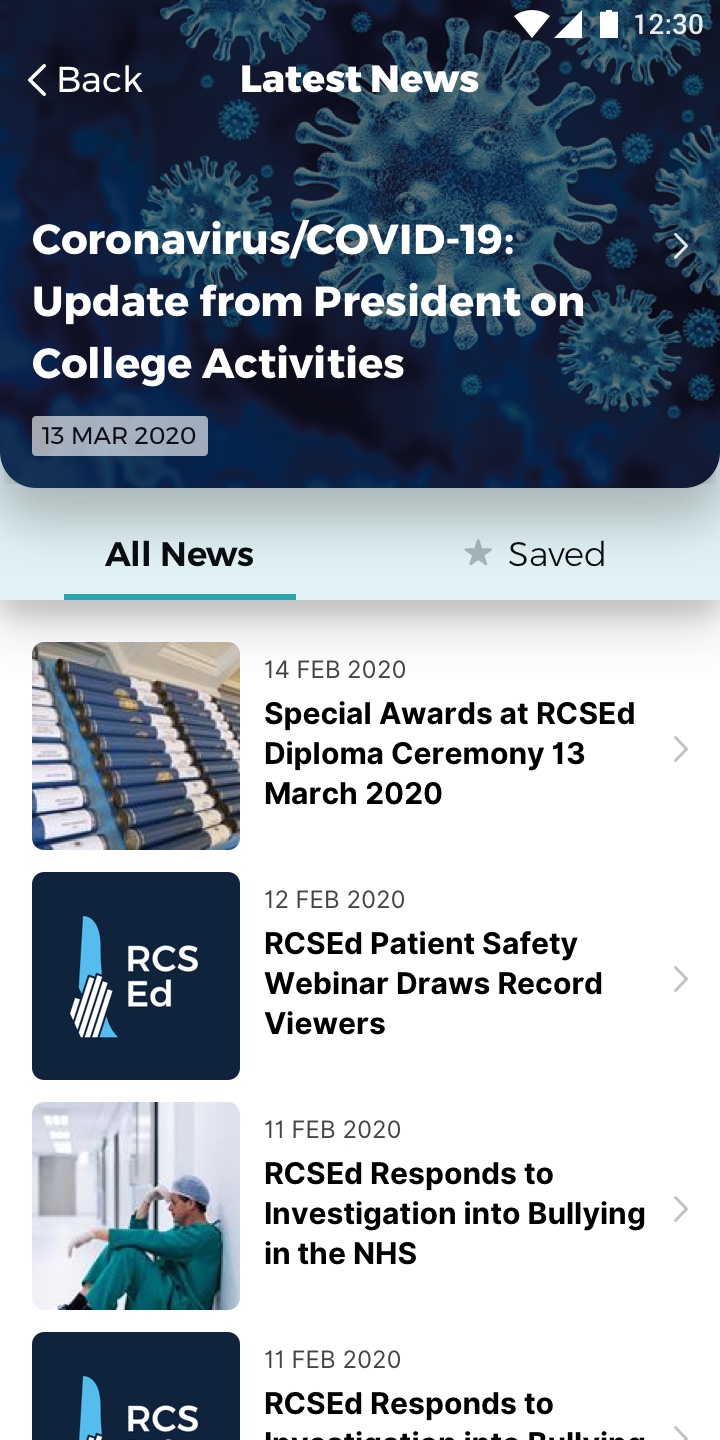 12:30
Back
Latest News
Coronavirus/COVID-19:
Update from President on
College Activities
13 MAR 2020
All News
Saved
14 FEB 2020
Special Awards at RCSEd
Diploma Ceremony 13
March 2020
RCS
Ed
12 FEB 2020
RCSEd Patient Safety
Webinar Draws Record
Viewers
11 FEB 2020
RCSEd Responds to
Investigation into Bullying
in the NHS
RCS
11 FEB 2020
RCSEd Responds to
Investigation into Bullying